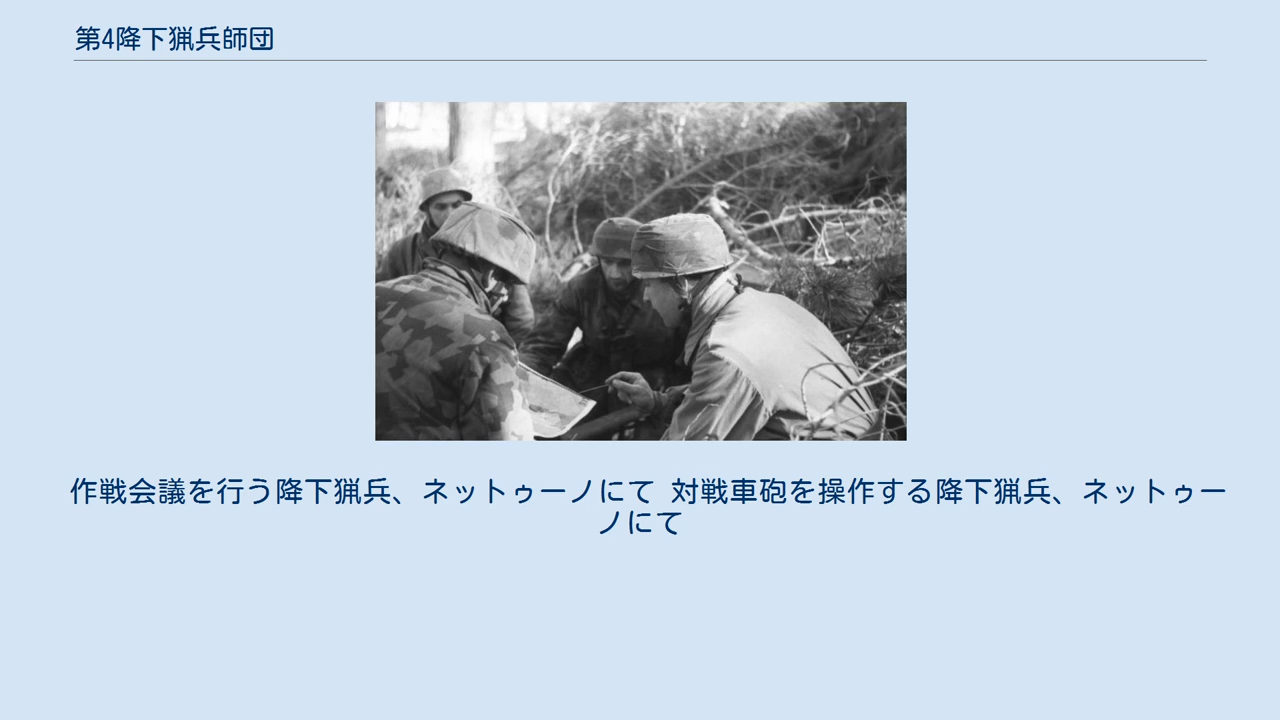 第4降下猟兵師団
作戦会議を行う降下猟兵、ネットゥーノにて 対戦車砲を操作する降下猟兵、ネットゥー
ノにて